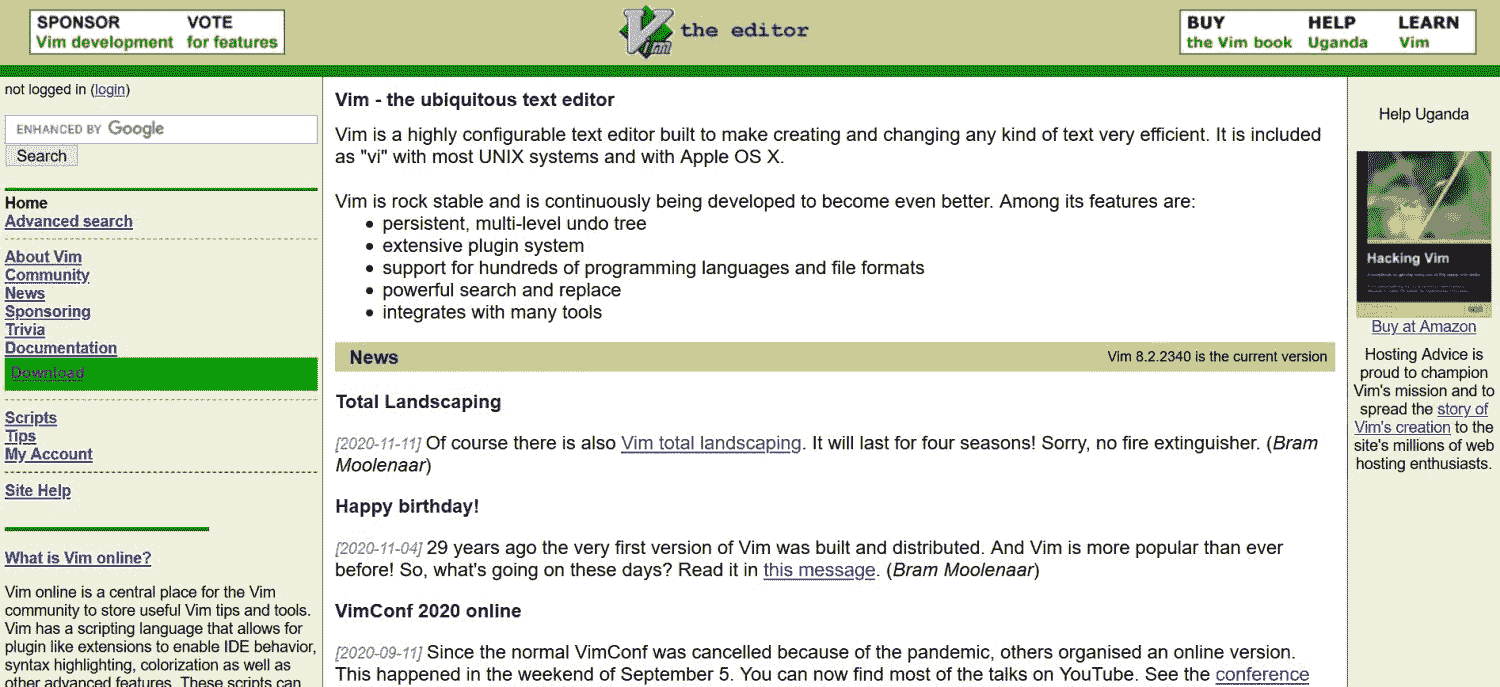 SPONSOR VOTE
Vim development for features
Vim the editor
BUY HELP LEARN
the Vim book Uganda Vim
not logged in (login)
ENHANCED BY Google
Search
Home
Advanced search
About Vim
Community
News
Sponsoring
Trivia
Documentation
Download
Scripts
Tips
My Account
Site Help
What is Vim online?
Vim online is a central place for the Vim
community to store useful Vim tips and tools.
Vim has a scripting language that allows for
plugin like extensions to enable IDE behavior,
syntax highlighting, colorization as well as
other advanced features. These scripts can
Vim - the ubiquitous text editor
Vim is a highly configurable text editor built to make creating and changing any kind of text very efficient. It is included
as "vi" with most UNIX systems and with Apple OS X.
Vim is rock stable and is continuously being developed to become even better. Among its features are:
• persistent, multi-level undo tree
• extensive plugin system
• support for hundreds of programming languages and file formats
• powerful search and replace
• integrates with many tools
News Vim 8.2.2340 is the current version
Total Landscaping
[2020-11-11] Of course there is also Vim total landscaping. It will last for four seasons! Sorry, no fire extinguisher. (Bram
Moolenaar)
Happy birthday!
[2020-11-04] 29 years ago the very first version of Vim was built and distributed. And Vim is more popular than ever
before! So, what's going on these days? Read it in this message. (Bram Moolenaar)
VimConf 2020 online
[2020-09-11] Since the normal VimConf was cancelled because of the pandemic, others organised an online version.
This happened in the weekend of September 5. You can now find most of the talks on YouTube. See the conference
Help Uganda
Hacking Vim
Buy at Amazon
Hosting Advice is
proud to champion
Vim's mission and to
spread the story of
Vim's creation to the
site's millions of web
hosting enthusiasts.